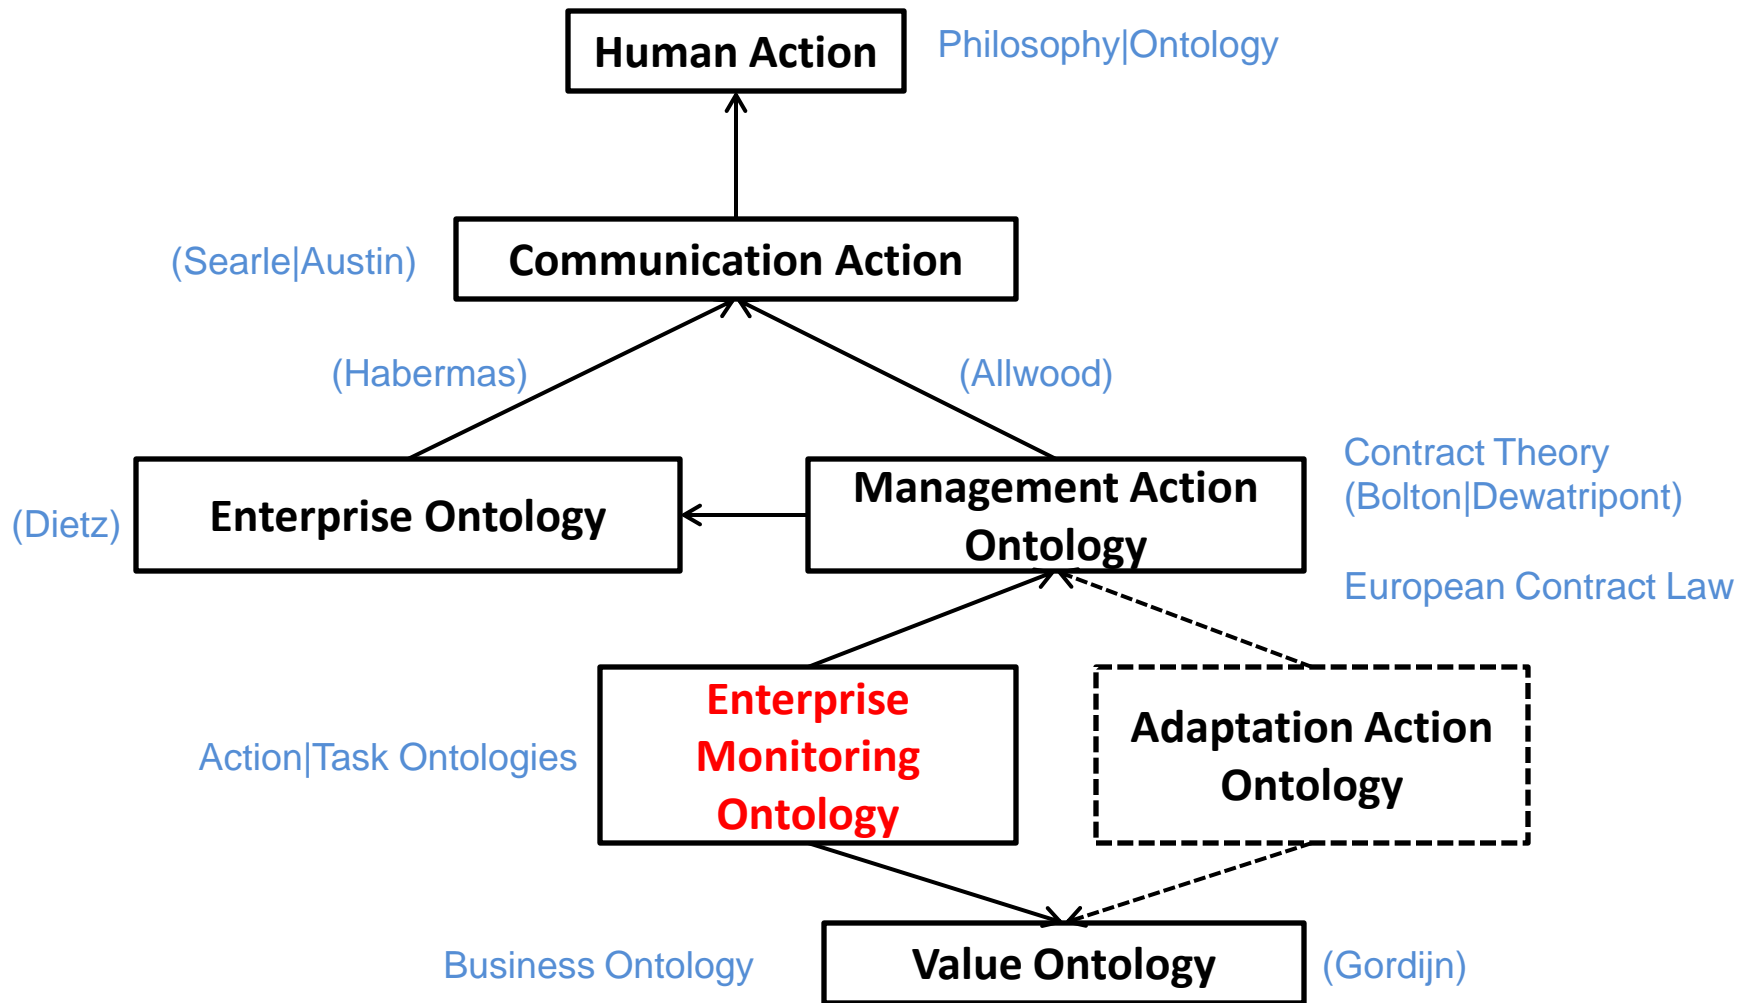 Human Action
Philosophy|Ontology
(Searle|Austin)
Communication Action
(Habermas)
(Allwood)
(Dietz)
Enterprise Ontology
Management Action
Ontology
Contract Theory
(Bolton|Dewatripont)
European Contract Law
Action|Task Ontologies
Enterprise
Monitoring
Ontology
Adaptation Action
Ontology
Business Ontology
Value Ontology
(Gordijn)